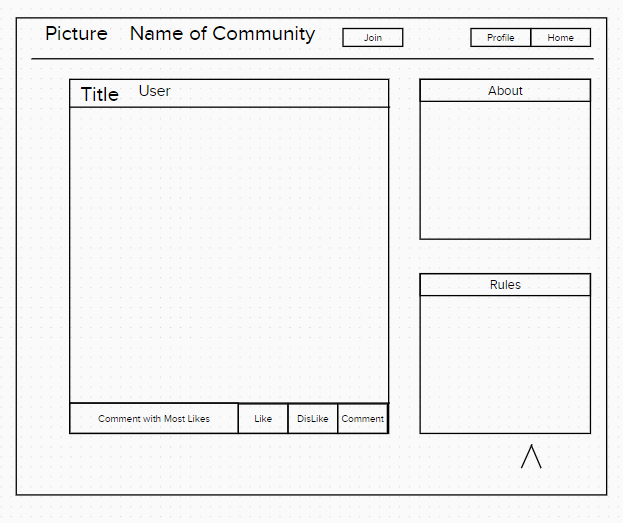 Picture Name of Community Join Profile Home
Title User
About
Rules
Comment with Most Likes Like DisLike Comment